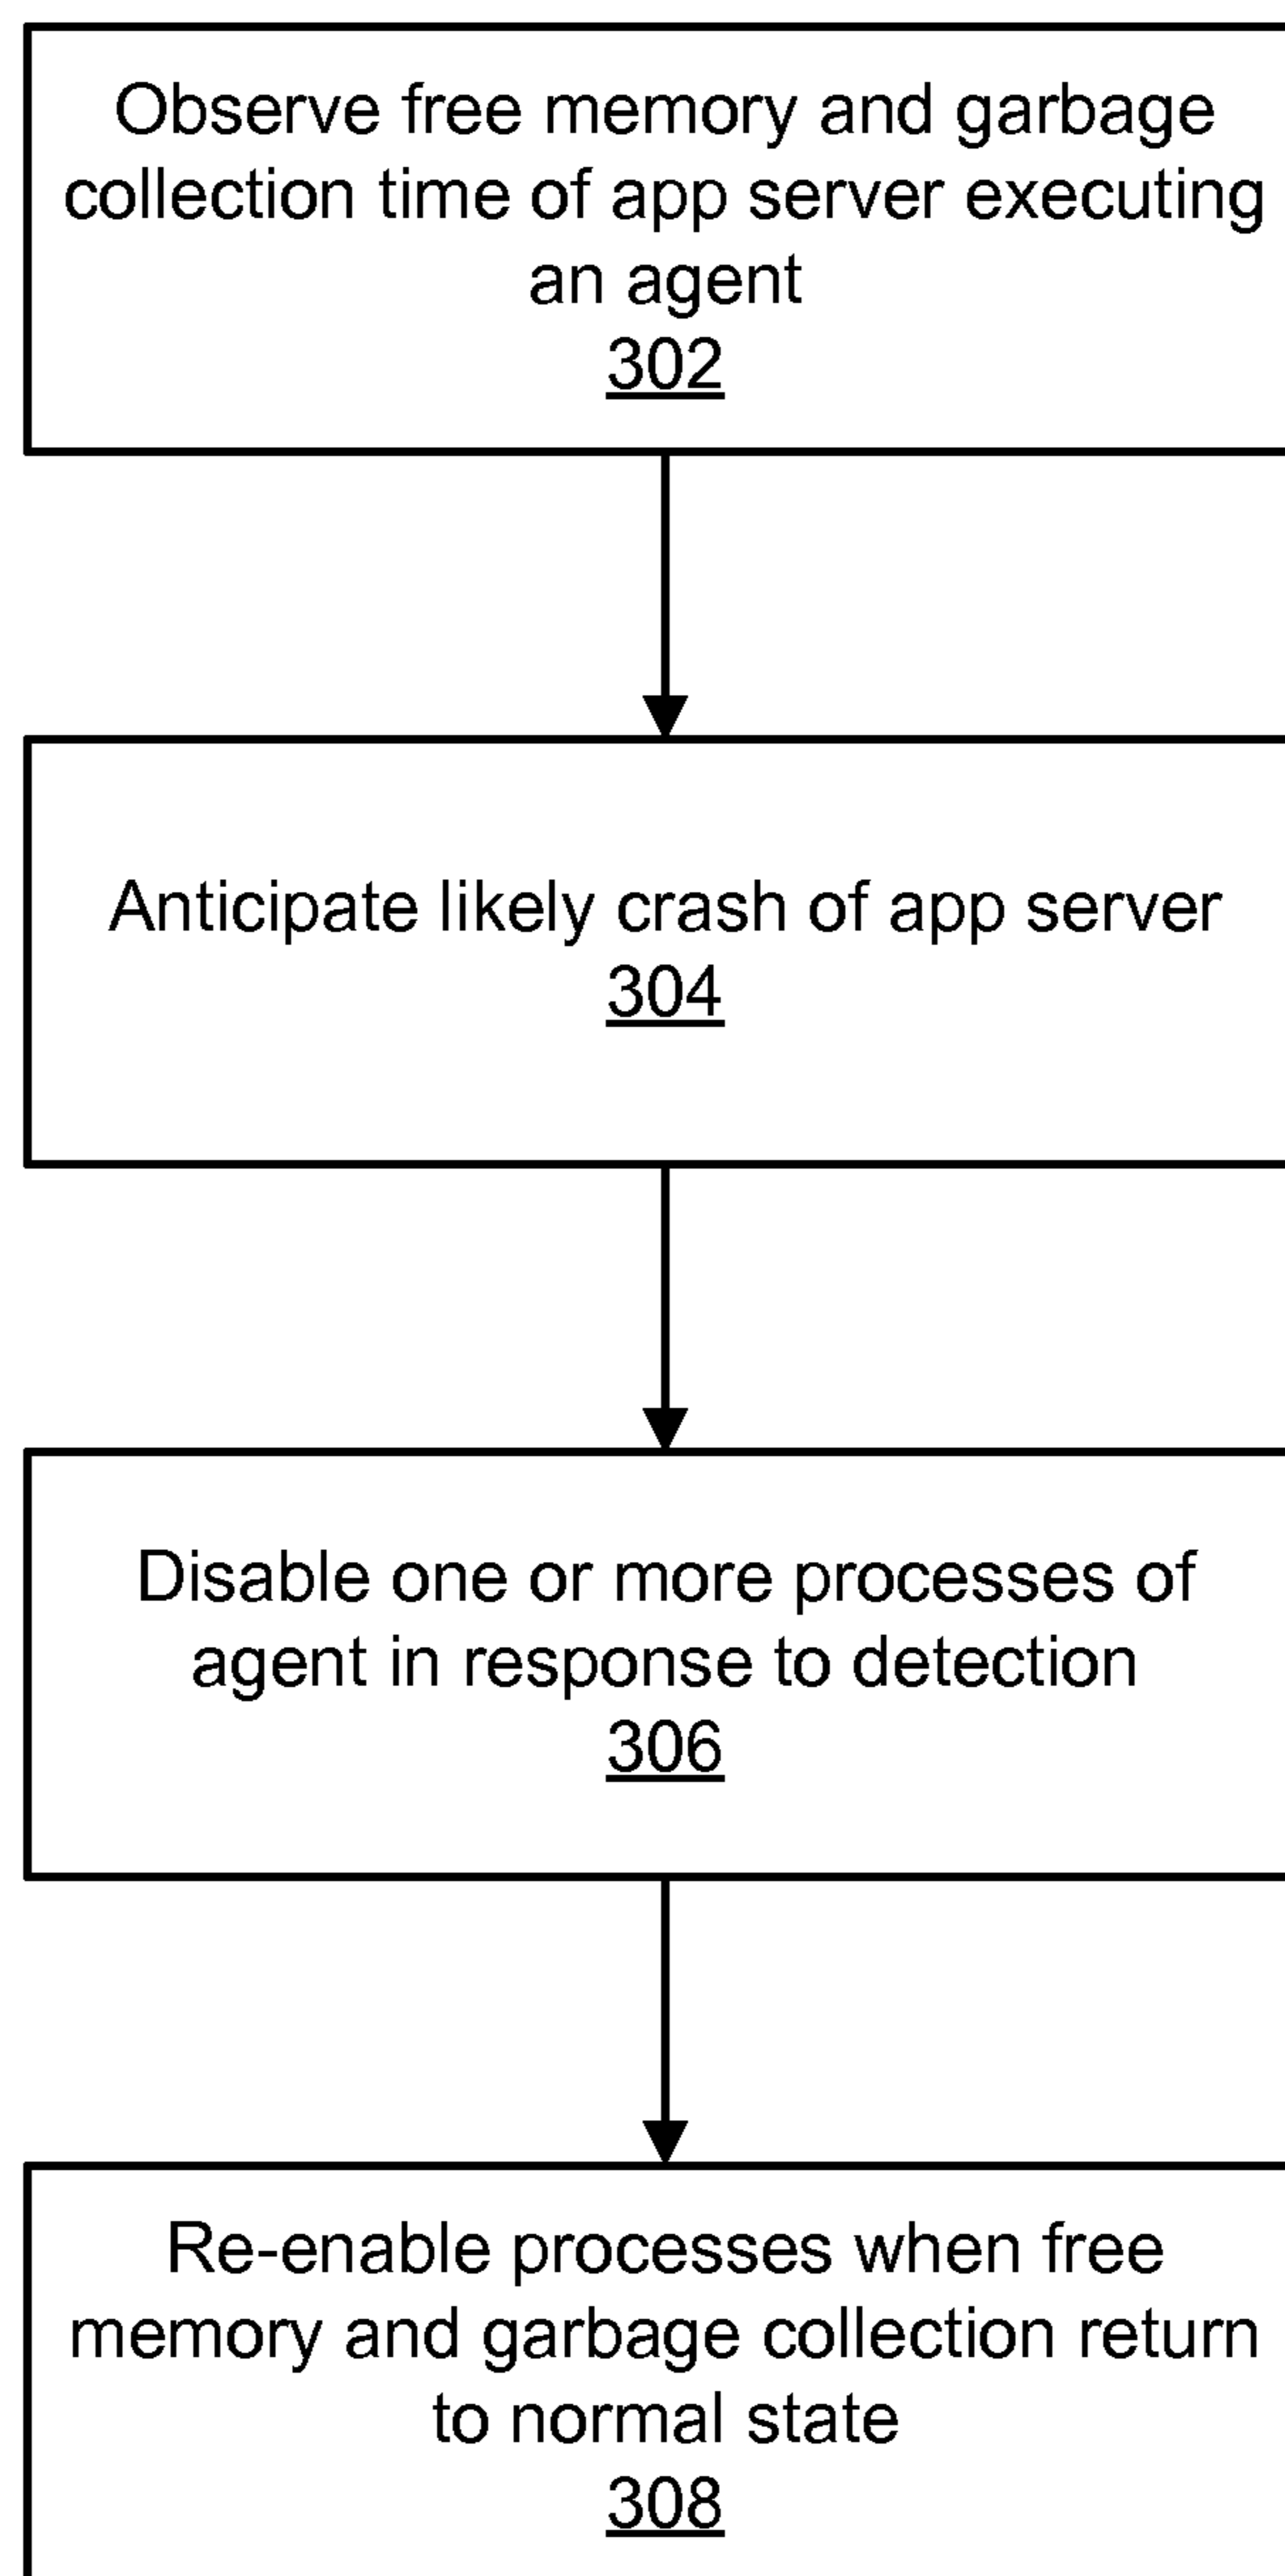 Observe free memory and garbage
collection time of app server executing
an agent
302
Anticipate likely crash of app server
304
Disable one or more processes of
agent in response to detection
306
Re-enable processes when free
memory and garbage collection return
to normal state
308